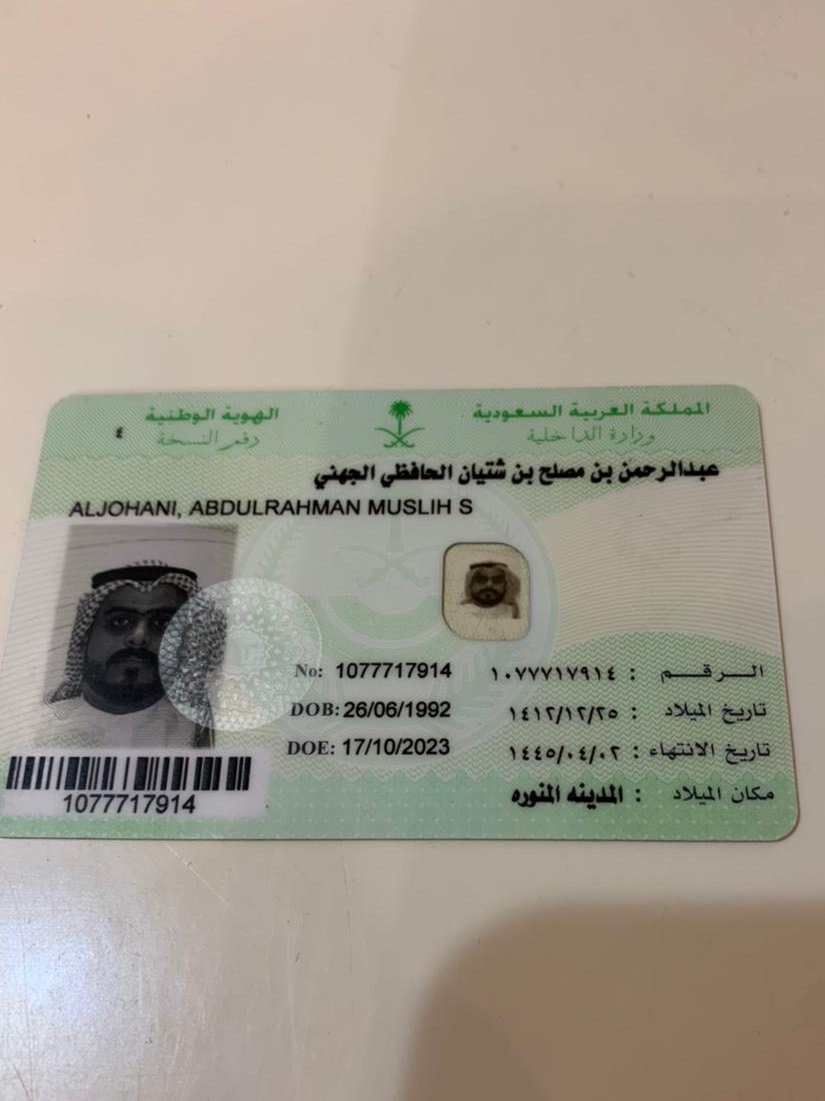 المملكة العربية السعودية
الهوية الوطنية
وزارة الداخلية
رقم النسخة ٤
عبدالرحمن بن مصلح بن شتيان الحافظي الجهني
ALJOHANI, ABDULRAHMAN MUSLIH S
الرقم : ١٠٧٧٧١٧٩١٤
No: 1077717914
تاريخ الميلاد : ١٤١٢/١٢/٢٥
DOB: 26/06/1992
تاريخ الانتهاء : ١٤٤٥/٠٤/٠٢
DOE: 17/10/2023
مكان الميلاد : المدينه المنوره
1077717914